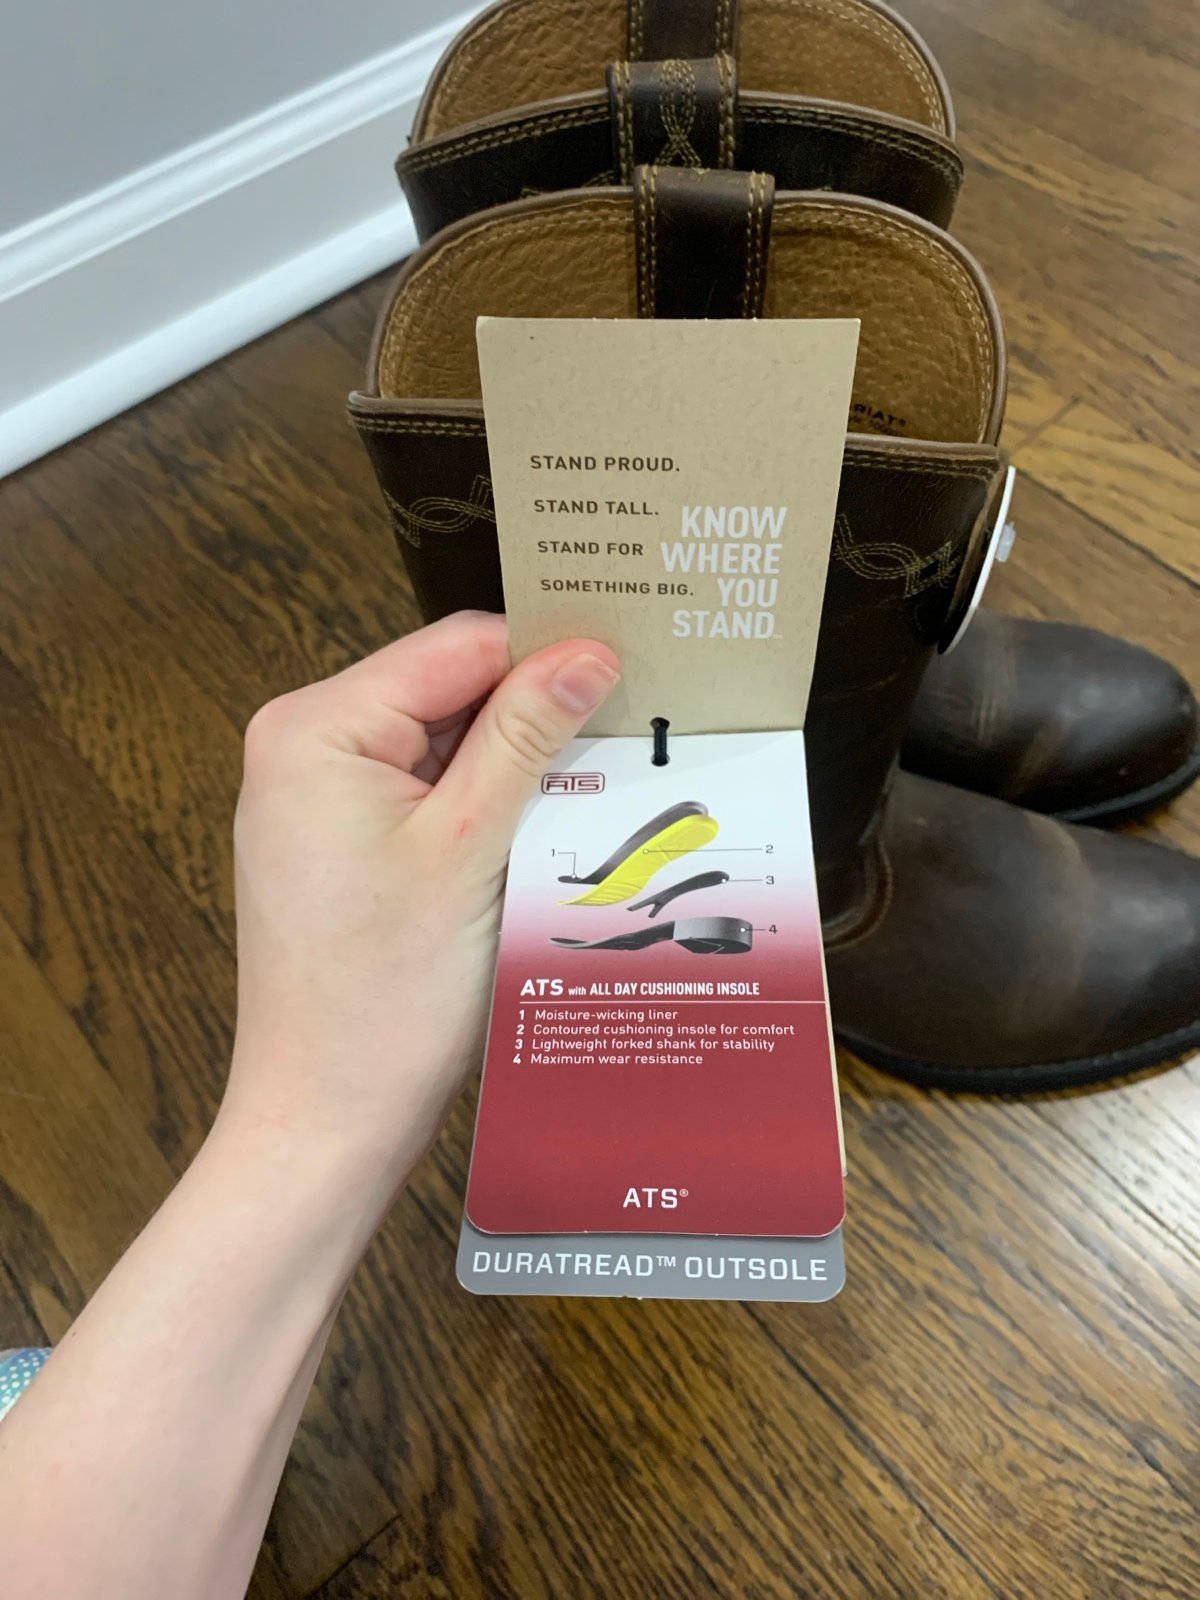 STAND PROUD.
STAND TALL.
STAND FOR
SOMETHING BIG.
KNOW
WHERE
YOU
STAND™
ATS
1
2
3
4
ATS with ALL DAY CUSHIONING INSOLE
1 Moisture-wicking liner
2 Contoured cushioning insole for comfort
3 Lightweight forked shank for stability
4 Maximum wear resistance
ATS®
DURATREAD™ OUTSOLE